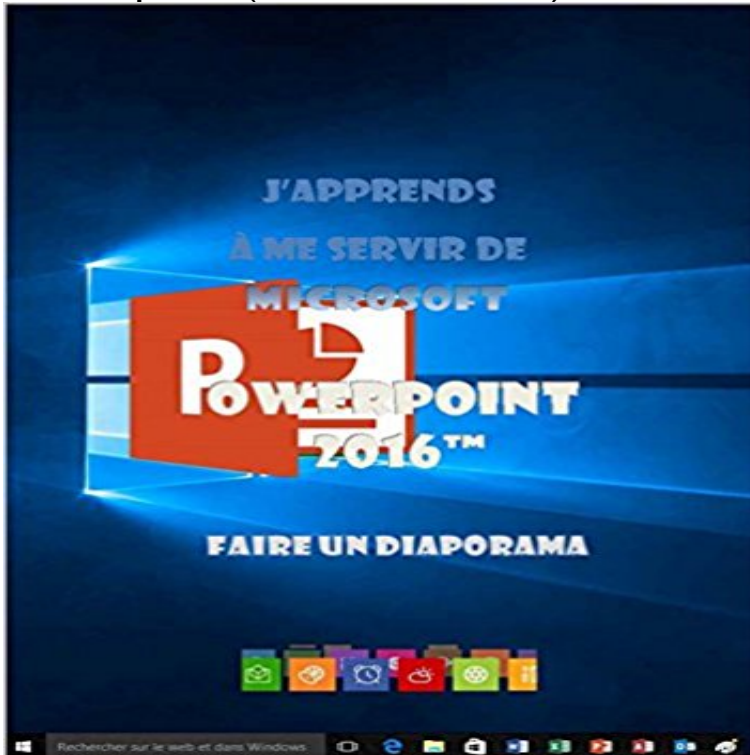 J'APPRENDS
À ME SERVIR DE
MICROSOFT
POWERPOINT
2016™
FAIRE UN DIAPORAMA
Rechercher sur le web et dans Windows